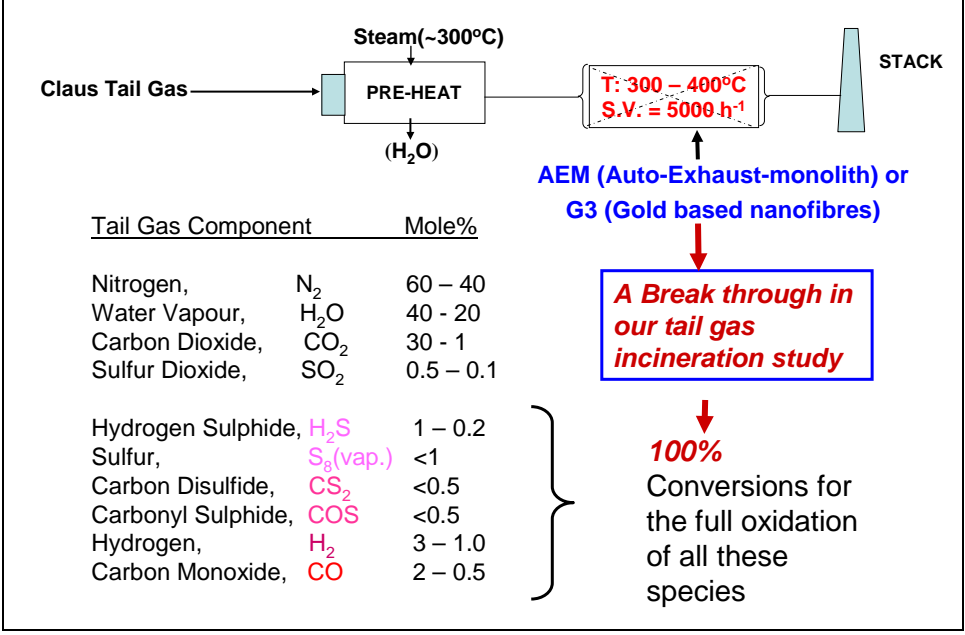 Steam(~300ºC)
Claus Tail Gas
PRE-HEAT
(H₂O)
T: 300 – 400ºC
S.V. = 5000 h⁻¹
STACK
AEM (Auto-Exhaust-monolith) or
G3 (Gold based nanofibres)
Tail Gas Component Mole%
Nitrogen, N₂ 60 – 40
Water Vapour, H₂O 40 - 20
Carbon Dioxide, CO₂ 30 - 1
Sulfur Dioxide, SO₂ 0.5 – 0.1
Hydrogen Sulphide, H₂S 1 – 0.2
Sulfur, S₈(vap.) <1
Carbon Disulfide, CS₂ <0.5
Carbonyl Sulphide, COS <0.5
Hydrogen, H₂ 3 – 1.0
Carbon Monoxide, CO 2 – 0.5
A Break through in
our tail gas
incineration study
100%
Conversions for
the full oxidation
of all these
species